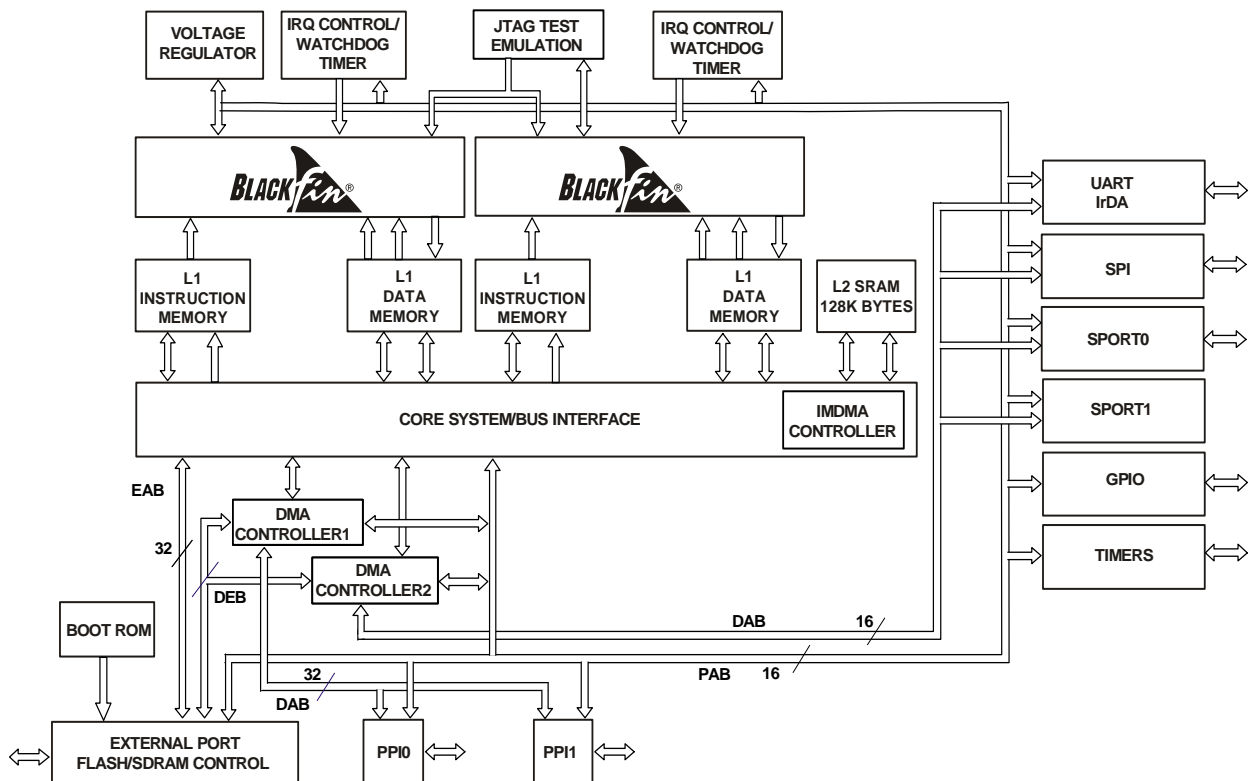 VOLTAGE
REGULATOR
IRQ CONTROL/
WATCHDOG
TIMER
JTAG TEST
EMULATION
IRQ CONTROL/
WATCHDOG
TIMER
BLACKfin®
BLACKfin®
UART
IrDA
L1
INSTRUCTION
MEMORY
L1
DATA
MEMORY
L1
INSTRUCTION
MEMORY
L1
DATA
MEMORY
L2 SRAM
128K BYTES
SPI
SPORT0
CORE SYSTEM/BUS INTERFACE
IMDMA
CONTROLLER
SPORT1
EAB
GPIO
DMA
CONTROLLER1
32
TIMERS
DMA
CONTROLLER2
DEB
BOOT ROM
DAB
16
32
DAB
PAB
16
EXTERNAL PORT
FLASH/SDRAM CONTROL
PPI0
PPI1